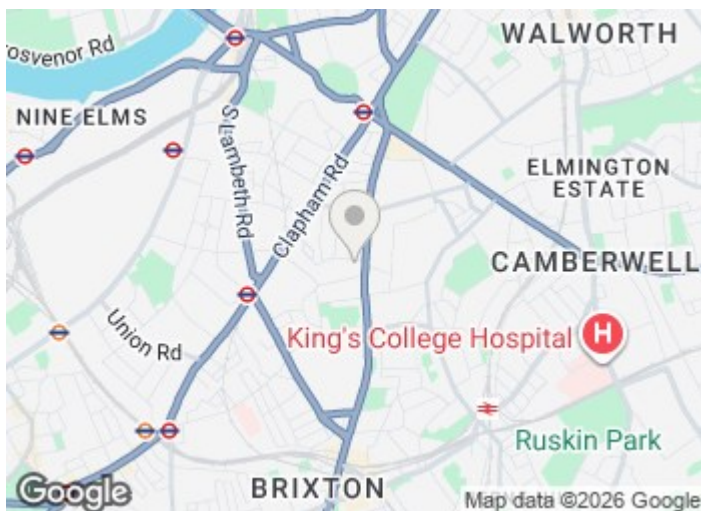 rosvenor Rd
WALWORTH
NINE ELMS
S Lambeth Rd
Clapham Rd
ELMINGTON
ESTATE
CAMBERWELL
King's College Hospital
H
Union Rd
Ruskin Park
BRIXTON
Google
Map data ©2026 Google